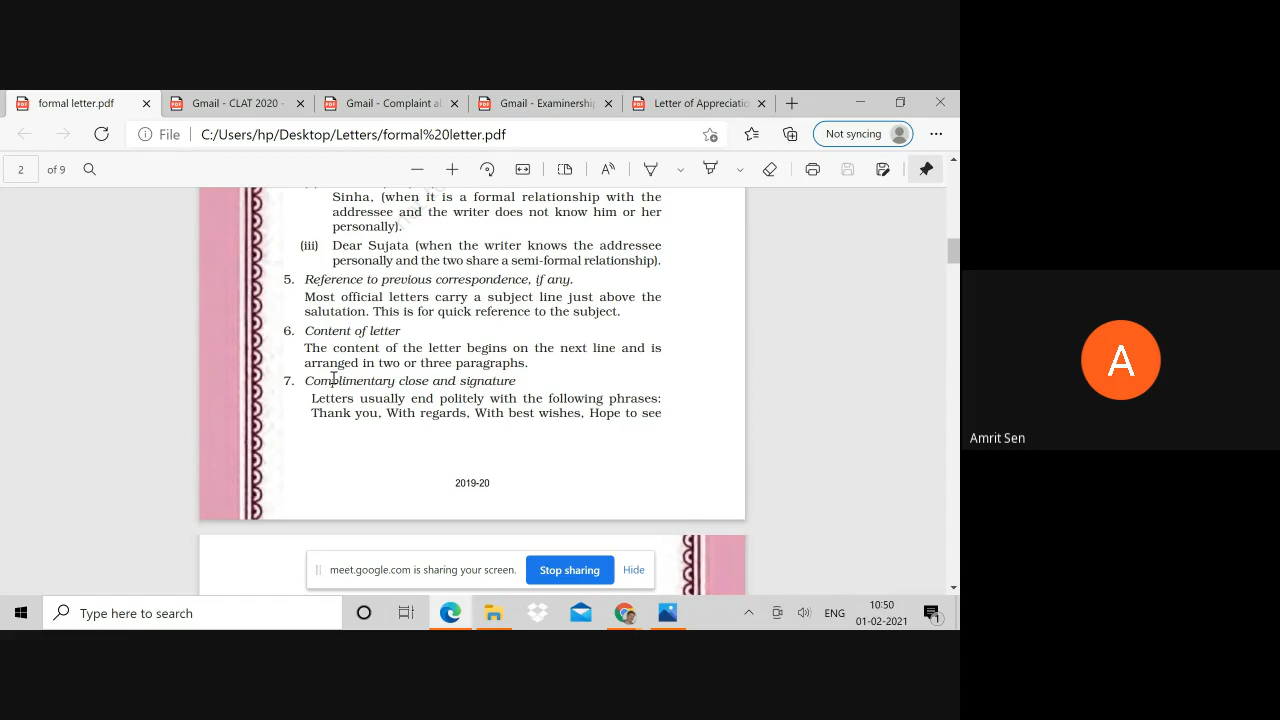 formal letter.pdf
Gmail - CLAT 2020 -
Gmail - Complaint al
Gmail - Examinership
Letter of Appreciatio
File
C:/Users/hp/Desktop/Letters/formal%20letter.pdf
Not syncing
2 of 9
Sinha, (when it is a formal relationship with the
addressee and the writer does not know him or her
personally).
(iii) Dear Sujata (when the writer knows the addressee
personally and the two share a semi-formal relationship).
5. Reference to previous correspondence, if any.
Most official letters carry a subject line just above the
salutation. This is for quick reference to the subject.
6. Content of letter
The content of the letter begins on the next line and is
arranged in two or three paragraphs.
7. Complimentary close and signature
Letters usually end politely with the following phrases:
Thank you, With regards, With best wishes, Hope to see
2019-20
meet.google.com is sharing your screen.
Stop sharing
Hide
Type here to search
ENG
10:50
01-02-2021
1
A
Amrit Sen